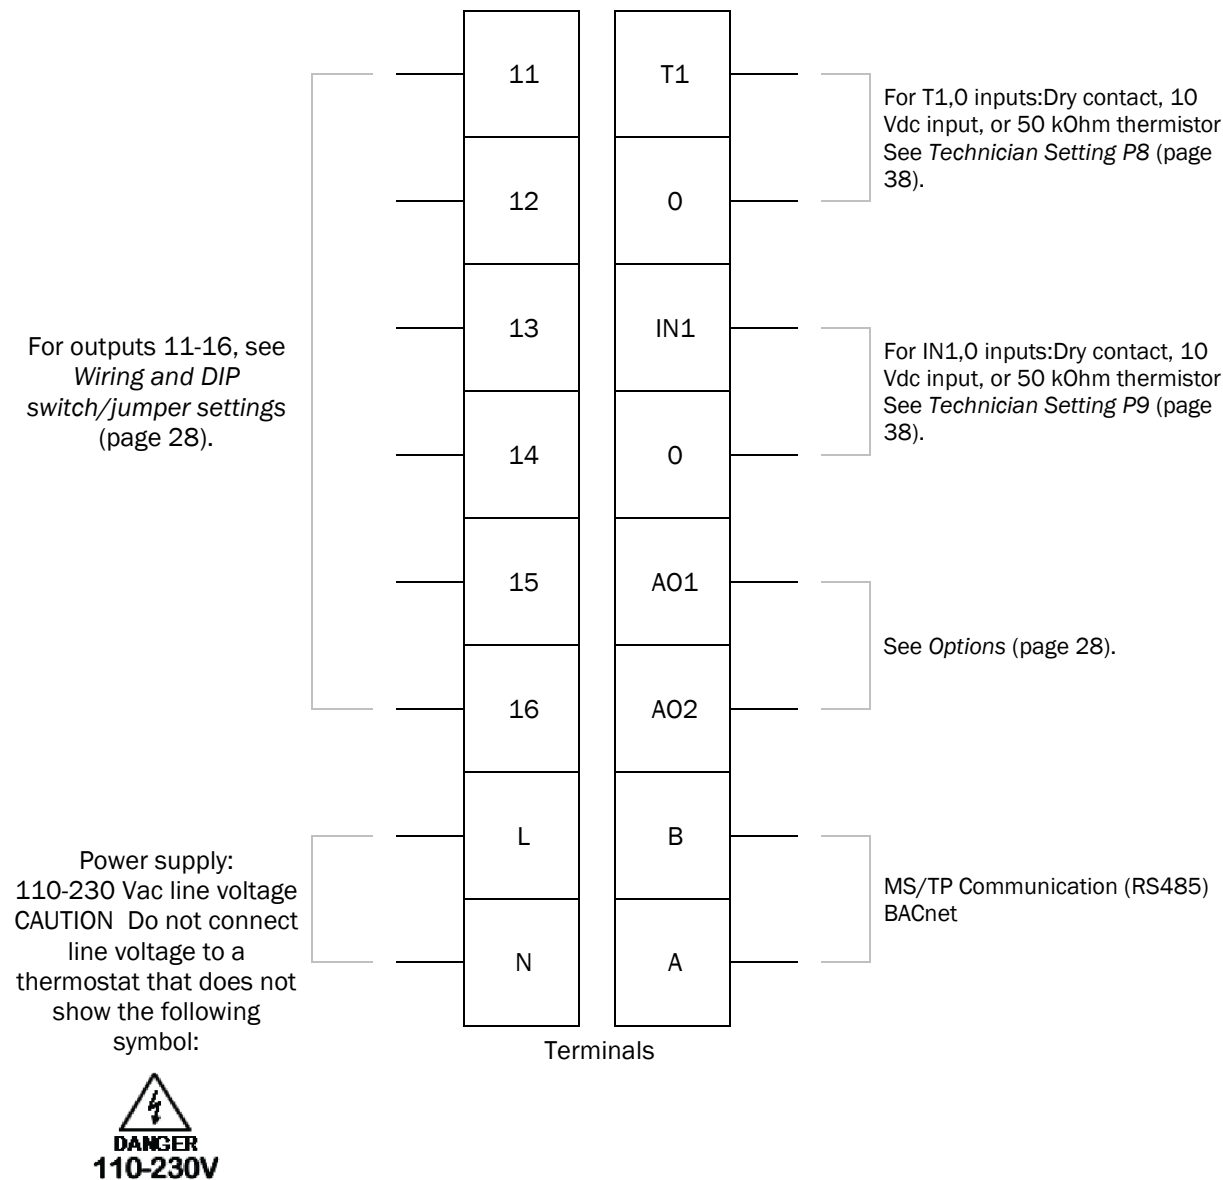 11
12
13
14
15
16
L
N
T1
0
IN1
0
AO1
AO2
B
A
Terminals
For outputs 11-16, see
Wiring and DIP
switch/jumper settings
(page 28).
Power supply:
110-230 Vac line voltage
CAUTION Do not connect
line voltage to a
thermostat that does not
show the following
symbol:
DANGER
110-230V
For T1,0 inputs:Dry contact, 10
Vdc input, or 50 kOhm thermistor
See Technician Setting P8 (page
38).
For IN1,0 inputs:Dry contact, 10
Vdc input, or 50 kOhm thermistor
See Technician Setting P9 (page
38).
See Options (page 28).
MS/TP Communication (RS485)
BACnet